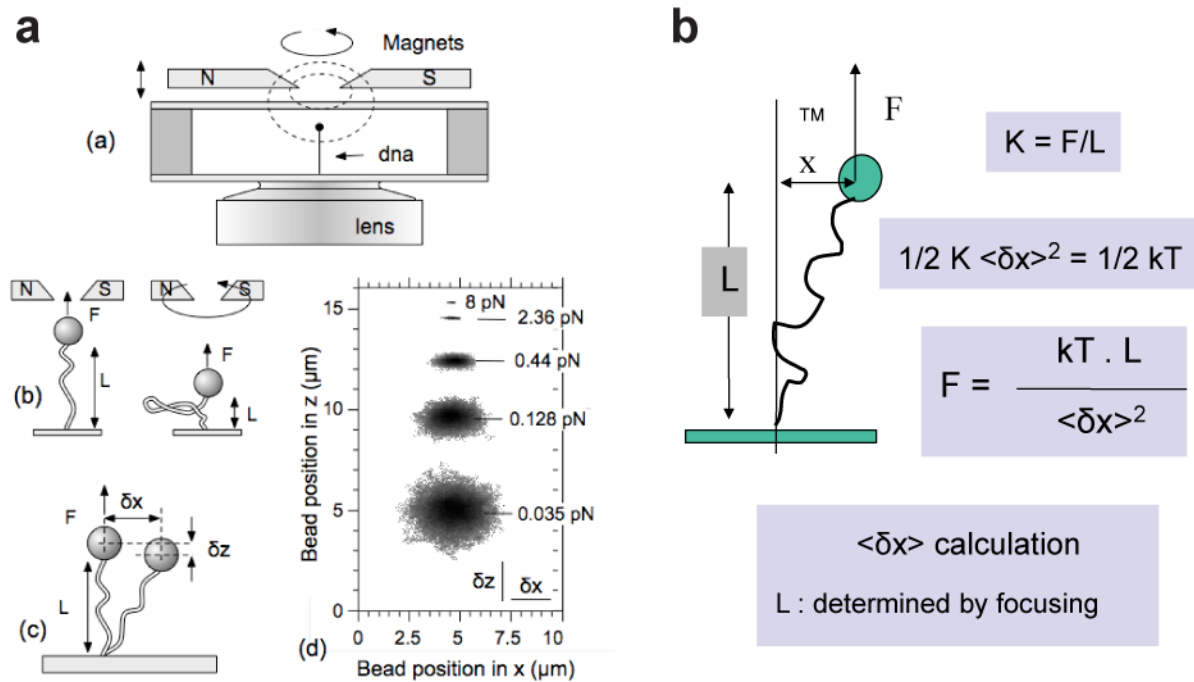 a
Magnets
N
S
(a)
dna
lens
N
S
N
S
F
F
L
L
(b)
δx
F
δz
L
(c)
Bead position in z (µm)
15
10
5
0
8 pN
2.36 pN
0.44 pN
0.128 pN
0.035 pN
δz
δx
0
2.5
5
7.5
10
(d)
Bead position in x (µm)
b
TM
F
X
L
K = F/L
1/2 K <δx>² = 1/2 kT
F =
kT . L
<δx>²
<δx> calculation
L : determined by focusing